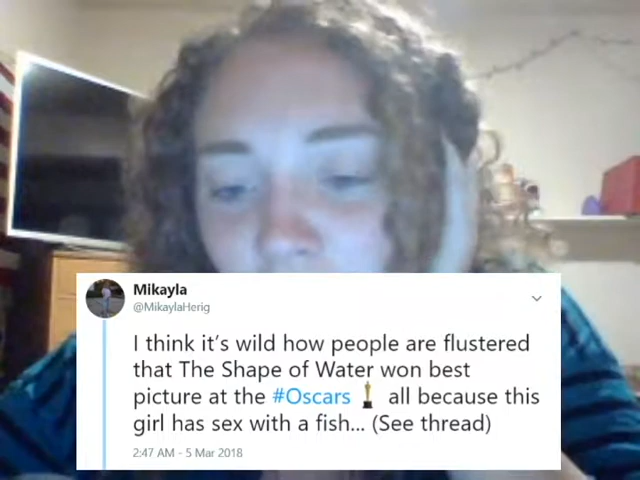 Mikayla
@MikaylaHerig
I think it's wild how people are flustered
that The Shape of Water won best
picture at the #Oscars all because this
girl has sex with a fish... (See thread)
2:47 AM - 5 Mar 2018